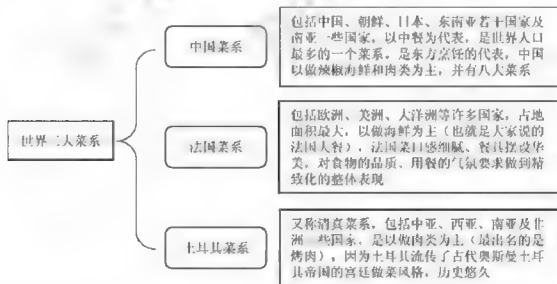 世界三大菜系
中国菜系
包括中国、朝鲜、日本、东南亚若干国家及
南亚一些国家，以中餐为代表，是世界人口
最多的一个菜系，是东方烹饪的代表，中国
以做辣椒海鲜和肉类为主，并有八大菜系
法国菜系
包括欧洲、美洲、大洋洲等许多国家，占地
面积最大，以做海鲜为主（也就是大家说的
法国大餐），法国菜口感细腻、餐具摆设华
美，对食物的品质、用餐的气氛要求做到精
致化的整体表现
土耳其菜系
又称清真菜系，包括中亚、西亚、南亚及非
洲一些国家，是以做肉类为主（最出名的是
烤肉），因为土耳其流传了古代奥斯曼土耳
其帝国的宫廷做菜风格，历史悠久